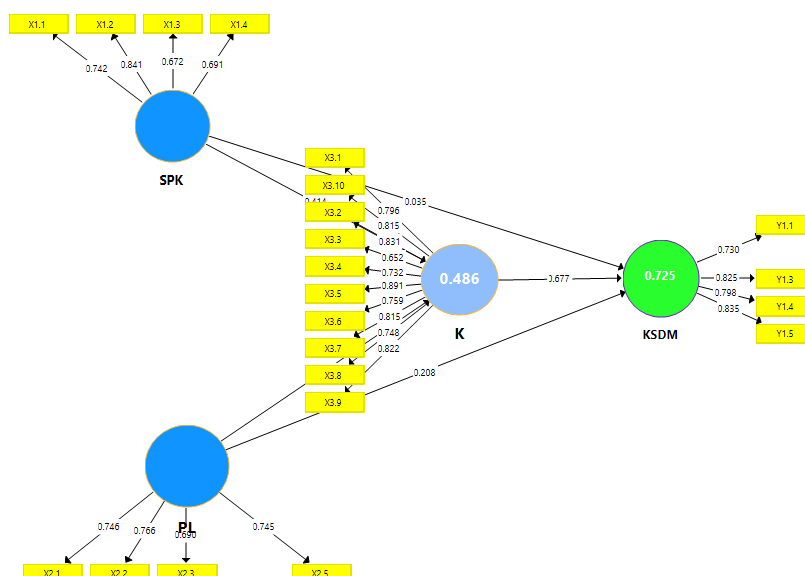 X1.1 X1.2 X1.3 X1.4
0.742 0.841 0.672 0.691
SPK
X3.1
X3.10
X3.2
X3.3
X3.4
X3.5
X3.6
X3.7
X3.8
X3.9
0.414
0.035
0.796
0.815
0.831
0.652
0.732
0.891
0.759
0.815
0.748
0.822
0.486
K
0.677
0.208
0.725
KSDM
0.730
0.825
0.798
0.835
Y1.1
Y1.3
Y1.4
Y1.5
PL
0.746 0.766 0.690 0.745
X2.1 X2.2 X2.3 X2.5